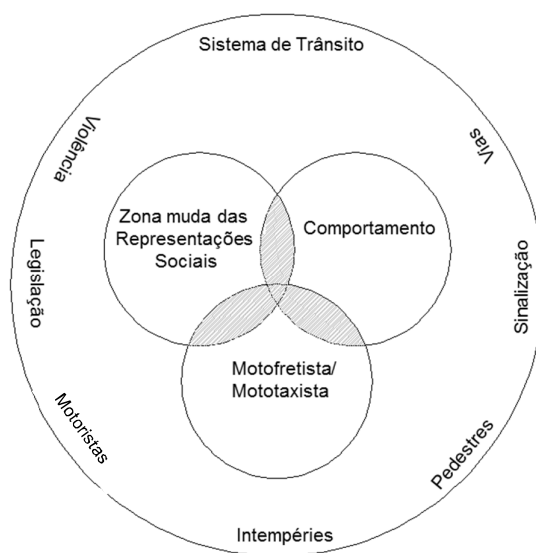 Sistema de Trânsito
Violência
Vias
Zona muda das
Representações
Sociais
Comportamento
Legislação
Sinalização
Motofretista/
Mototaxista
Motoristas
Pedestres
Intempéries